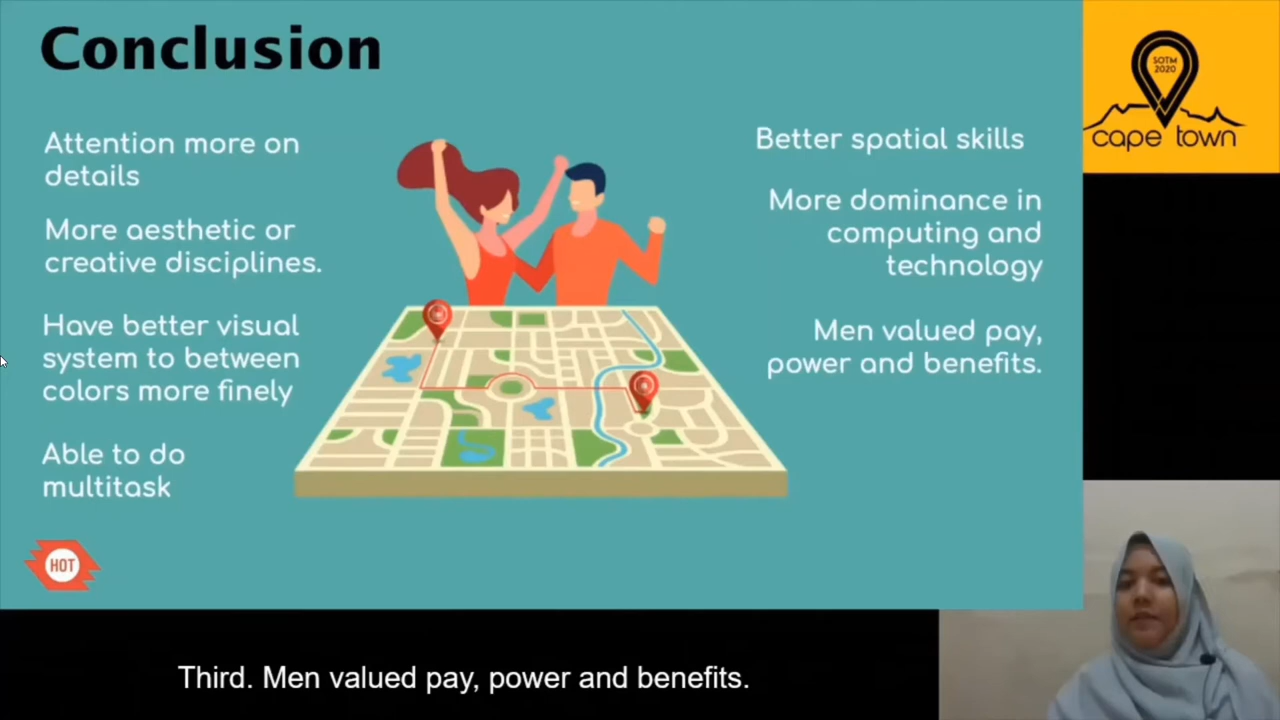 Conclusion
Attention more on
details
More aesthetic or
creative disciplines.
Have better visual
system to between
colors more finely
Able to do
multitask
Better spatial skills
More dominance in
computing and
technology
Men valued pay,
power and benefits.
HOT
SOTM
2020
cape town
Third. Men valued pay, power and benefits.